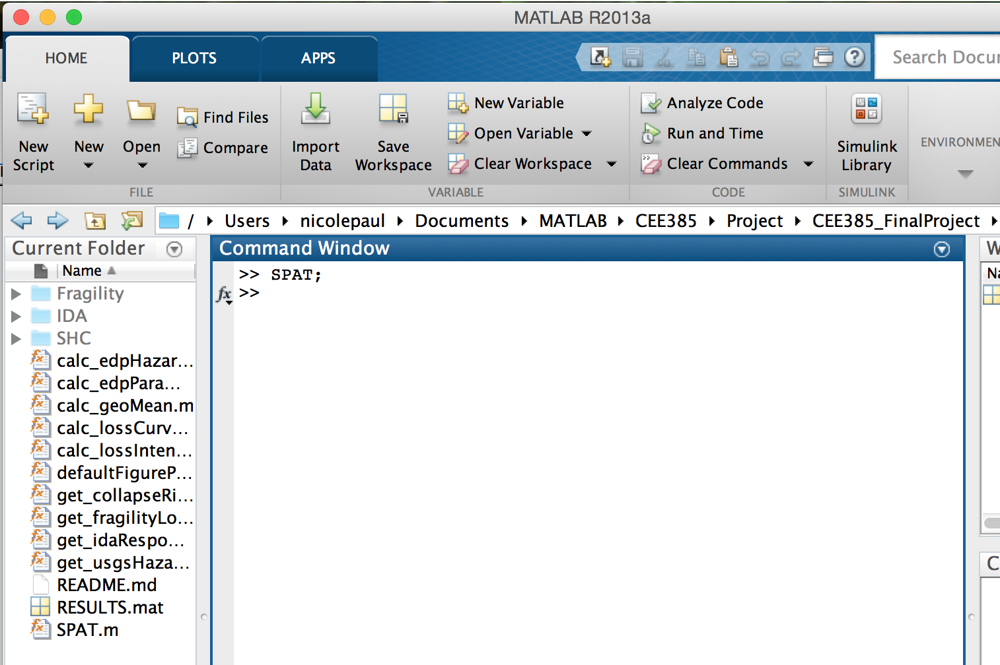 MATLAB R2013a
HOME
PLOTS
APPS
Search Docu
New Script
New
Open
Find Files
Compare
FILE
Import Data
Save Workspace
New Variable
Open Variable
Clear Workspace
VARIABLE
Analyze Code
Run and Time
Clear Commands
CODE
Simulink Library
SIMULINK
ENVIRONMEN
/ Users nicolepaul Documents MATLAB CEE385 Project CEE385_FinalProject
Current Folder
Name
Fragility
IDA
SHC
calc_edpHazar...
calc_edpPara...
calc_geoMean.m
calc_lossCurv...
calc_lossInten...
defaultFigureP...
get_collapseRi...
get_fragilityLo...
get_idaRespo...
get_usgsHaza...
README.md
RESULTS.mat
SPAT.m
Command Window
>> SPAT;
fx >>
W
Na
C